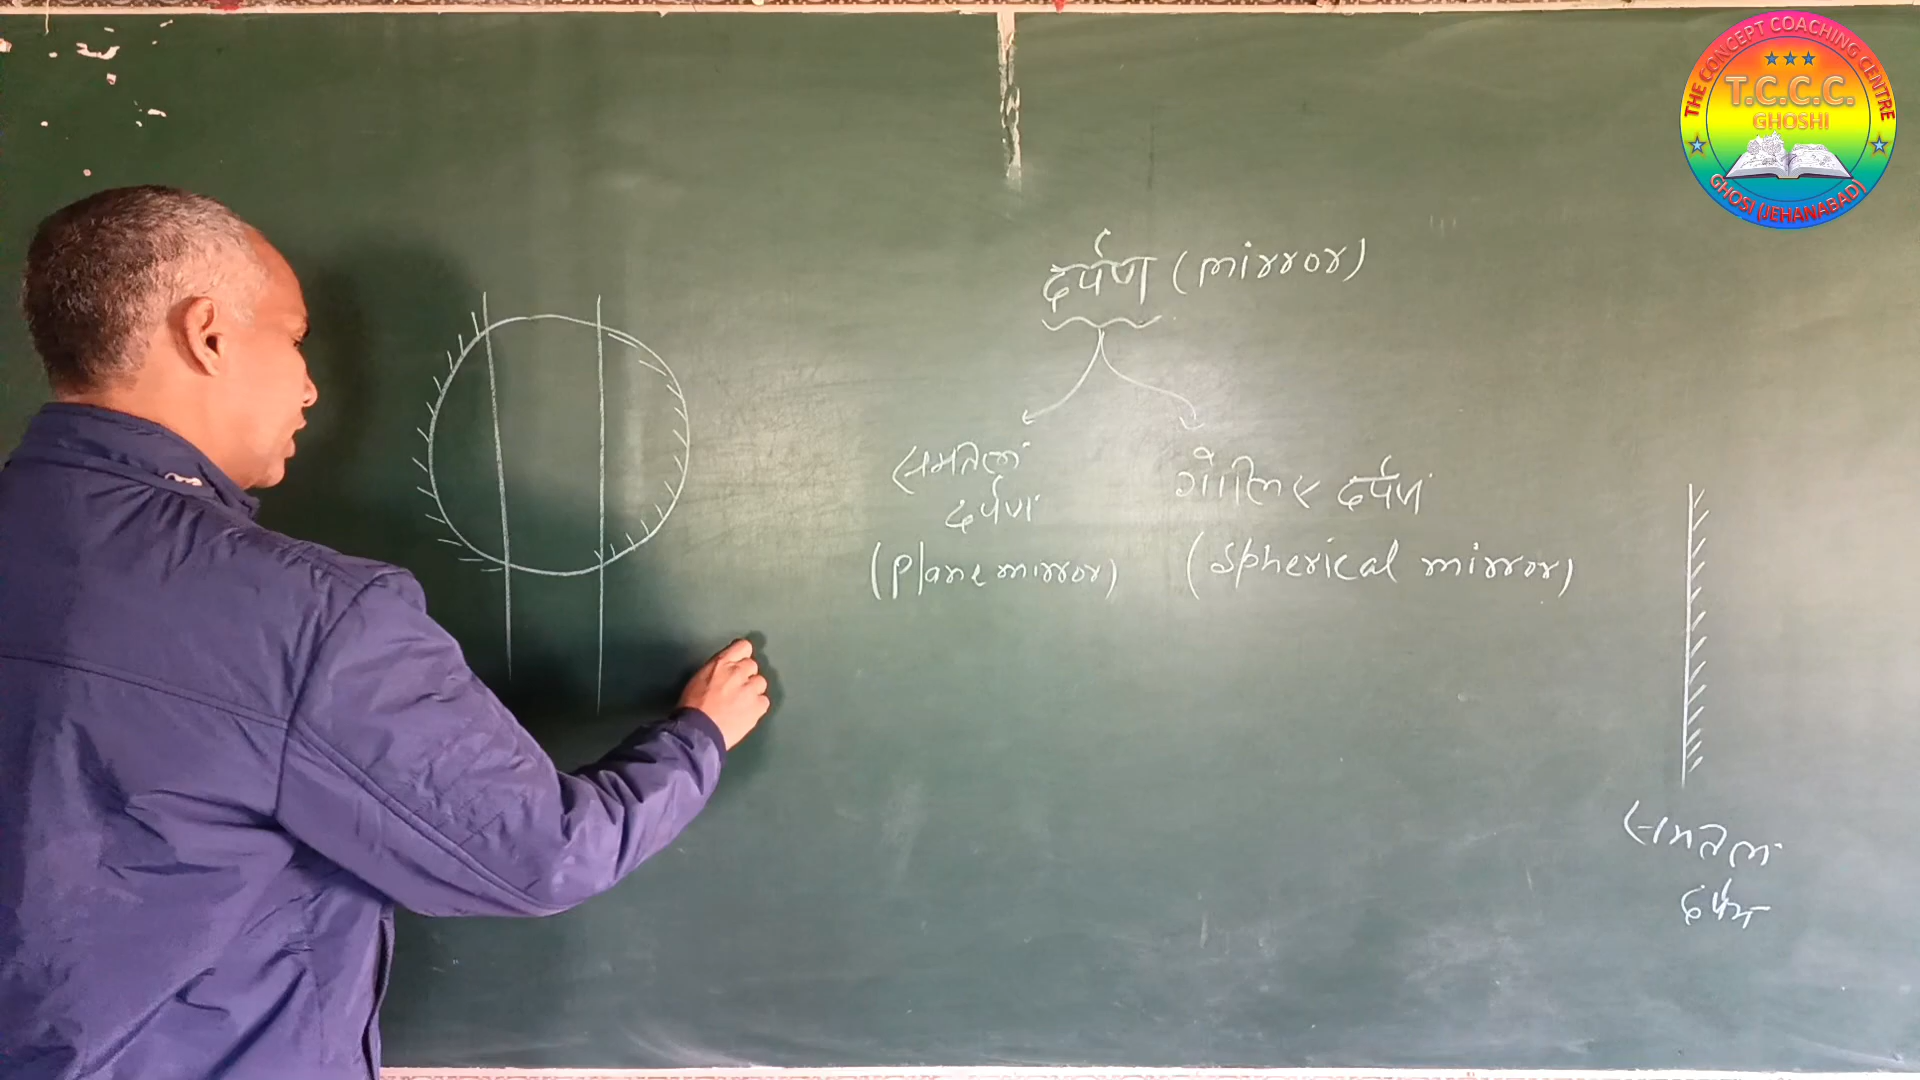 THE CONCEPT COACHING CENTRE
T.C.C.C.
GHOSHI
GHOSI (JEHANABAD)
दर्पण (mirror)
समतल
दर्पण
(Plane mirror)
गोलिय दर्पण
(Spherical mirror)
समतल
दर्पण